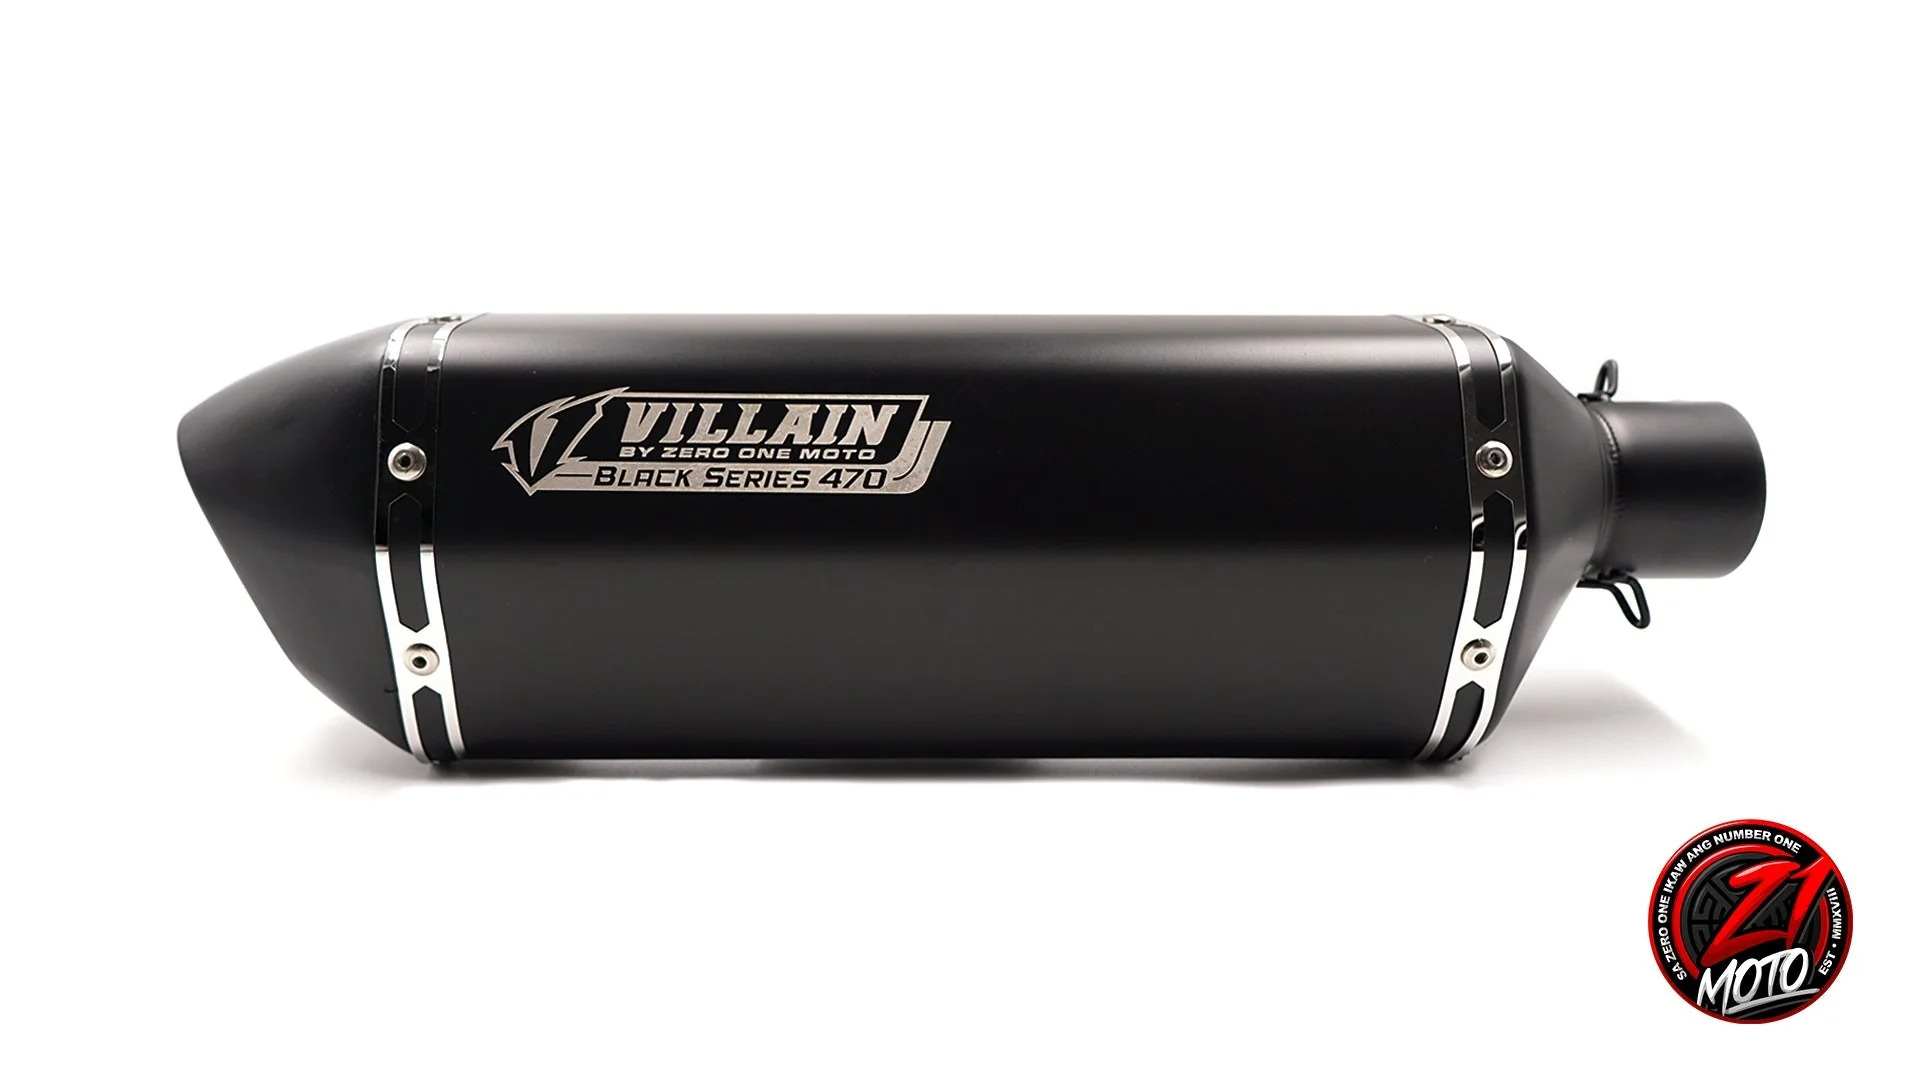 VILLAIN
BY ZERO ONE MOTO
BLACK SERIES 470
SA ZERO ONE IKAW ANG NUMBER ONE
Z1
MOTO
EST • MMXVIII